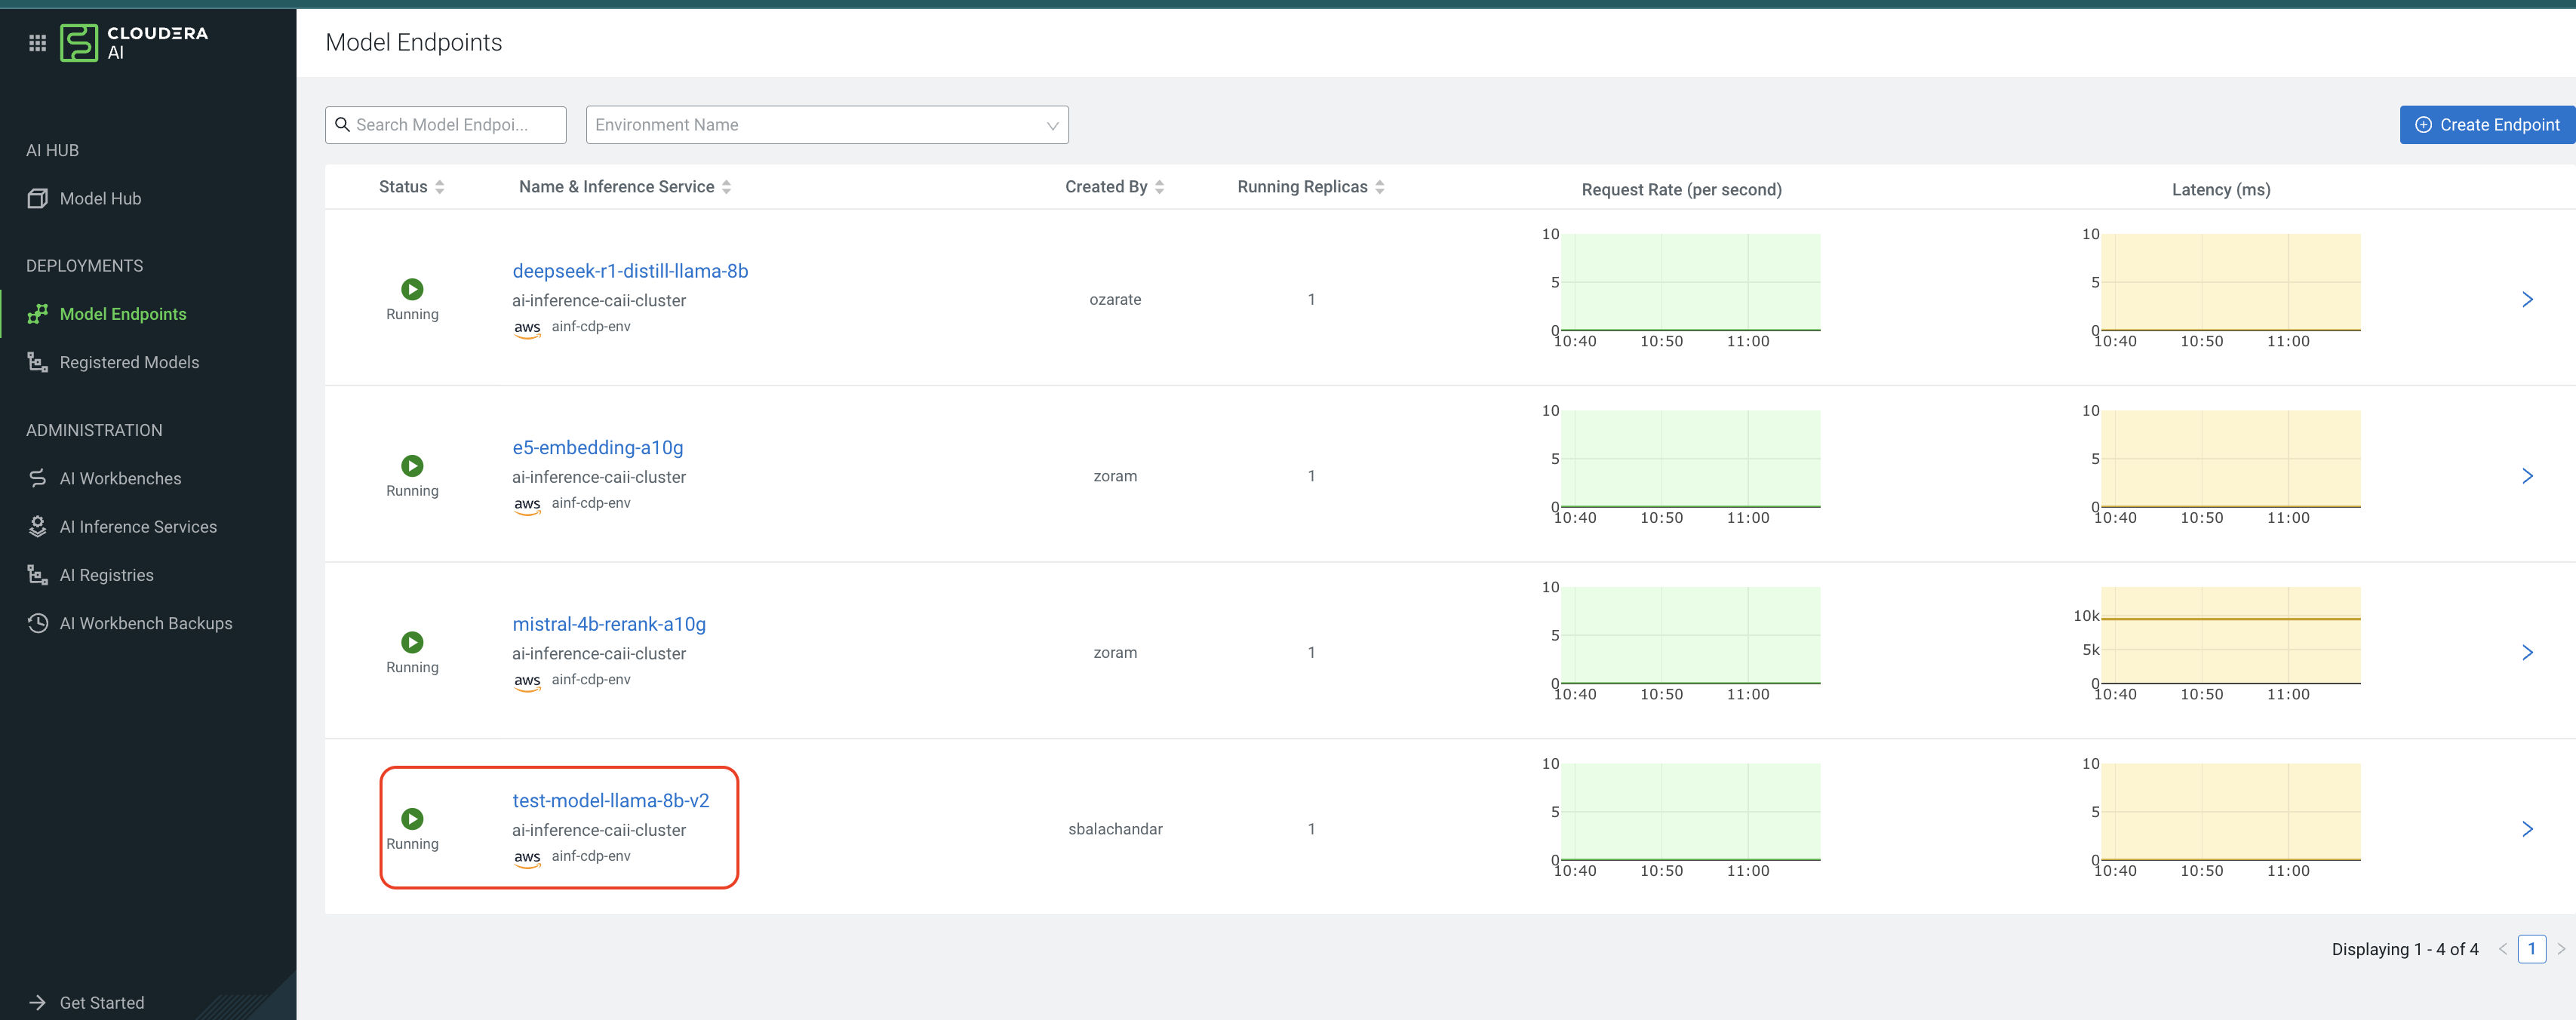 CLOUDERA
AI
Model Endpoints
AI HUB
Model Hub
DEPLOYMENTS
Model Endpoints
Registered Models
ADMINISTRATION
AI Workbenches
AI Inference Services
AI Registries
AI Workbench Backups
Get Started
Search Model Endpoi...
Environment Name
Create Endpoint
Status
Name & Inference Service
Created By
Running Replicas
Request Rate (per second)
Latency (ms)
Running
deepseek-r1-distill-llama-8b
ai-inference-caii-cluster
aws ainf-cdp-env
ozarate
1
10
5
0
10:40 10:50 11:00
10
5
0
10:40 10:50 11:00
Running
e5-embedding-a10g
ai-inference-caii-cluster
aws ainf-cdp-env
zoram
1
10
5
0
10:40 10:50 11:00
10
5
0
10:40 10:50 11:00
Running
mistral-4b-rerank-a10g
ai-inference-caii-cluster
aws ainf-cdp-env
zoram
1
10
5
0
10:40 10:50 11:00
10k
5k
0
10:40 10:50 11:00
Running
test-model-llama-8b-v2
ai-inference-caii-cluster
aws ainf-cdp-env
sbalachandar
1
10
5
0
10:40 10:50 11:00
10
5
0
10:40 10:50 11:00
Displaying 1 - 4 of 4 < 1 >